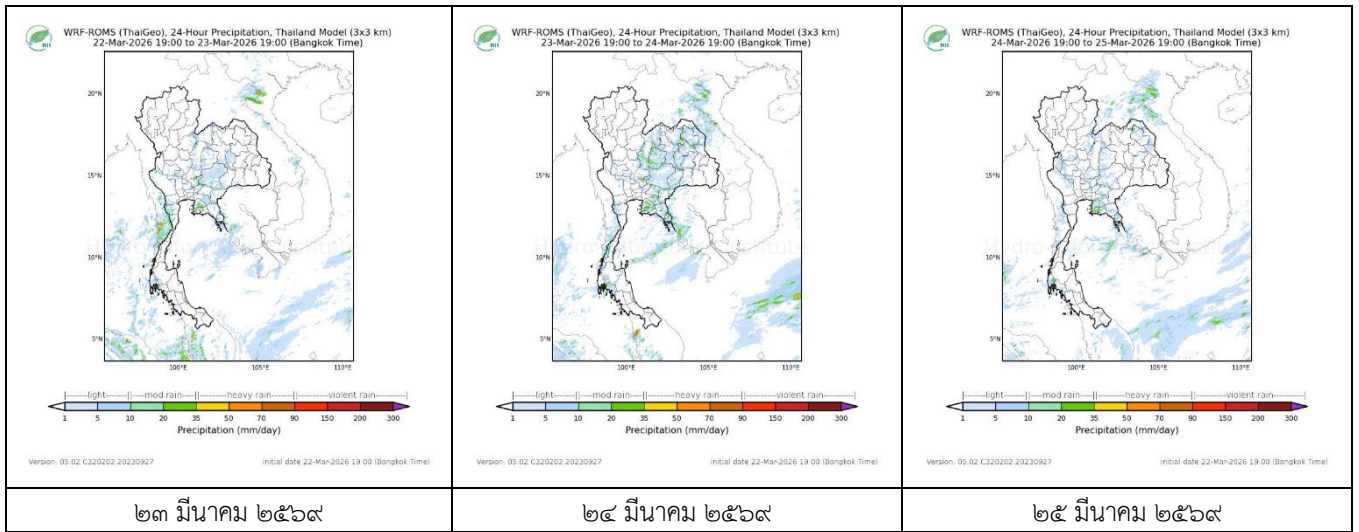 WRF-ROMS (ThaiGeo), 24-Hour Precipitation, Thailand Model (3x3 km)
22-Mar-2026 19:00 to 23-Mar-2026 19:00 (Bangkok Time)
20°N
15°N
10°N
5°N
100°E 105°E 110°E
light mod rain heavy rain violent rain
1 5 10 20 35 50 70 90 150 200 300
Precipitation (mm/day)
Version: 05.02.C320202.20230927 initial date 22-Mar-2026 19:00 (Bangkok Time)
๒๓ มีนาคม ๒๕๖๙
WRF-ROMS (ThaiGeo), 24-Hour Precipitation, Thailand Model (3x3 km)
23-Mar-2026 19:00 to 24-Mar-2026 19:00 (Bangkok Time)
20°N
15°N
10°N
5°N
100°E 105°E 110°E
light mod rain heavy rain violent rain
1 5 10 20 35 50 70 90 150 200 300
Precipitation (mm/day)
Version: 05.02.C320202.20230927 initial date 22-Mar-2026 19:00 (Bangkok Time)
๒๔ มีนาคม ๒๕๖๙
WRF-ROMS (ThaiGeo), 24-Hour Precipitation, Thailand Model (3x3 km)
24-Mar-2026 19:00 to 25-Mar-2026 19:00 (Bangkok Time)
20°N
15°N
10°N
5°N
100°E 105°E 110°E
light mod rain heavy rain violent rain
1 5 10 20 35 50 70 90 150 200 300
Precipitation (mm/day)
Version: 05.02.C320202.20230927 initial date 22-Mar-2026 19:00 (Bangkok Time)
๒๕ มีนาคม ๒๕๖๙